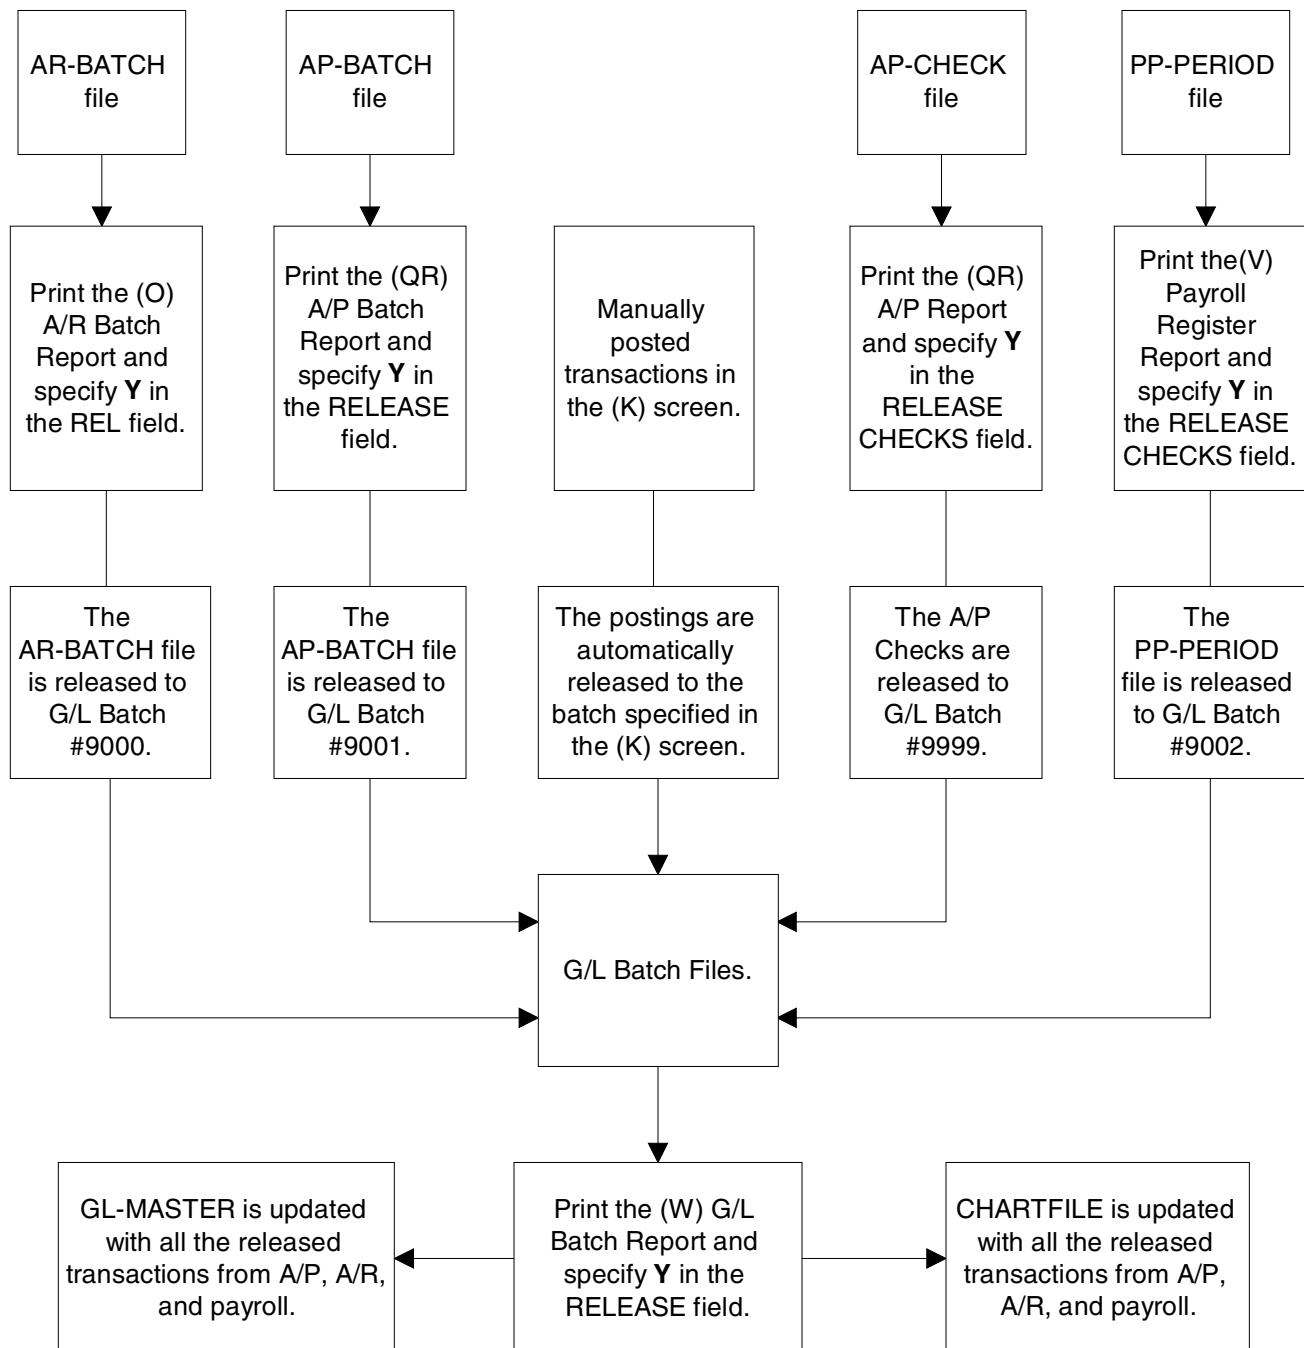 AR-BATCH
file
AP-BATCH
file
AP-CHECK
file
PP-PERIOD
file
Print the (O)
A/R Batch
Report and
specify Y in
the REL field.
Print the (QR)
A/P Batch
Report and
specify Y in
the RELEASE
field.
Manually
posted
transactions in
the (K) screen.
Print the (QR)
A/P Report
and specify Y
in the
RELEASE
CHECKS field.
Print the(V)
Payroll
Register
Report and
specify Y in
the RELEASE
CHECKS field.
The
AR-BATCH file
is released to
G/L Batch
#9000.
The
AP-BATCH file
is released to
G/L Batch
#9001.
The postings are
automatically
released to the
batch specified in
the (K) screen.
The A/P
Checks are
released to
G/L Batch
#9999.
The
PP-PERIOD
file is released
to G/L Batch
#9002.
G/L Batch Files.
GL-MASTER is updated
with all the released
transactions from A/P, A/R,
and payroll.
Print the (W) G/L
Batch Report and
specify Y in the
RELEASE field.
CHARTFILE is updated
with all the released
transactions from A/P,
A/R, and payroll.